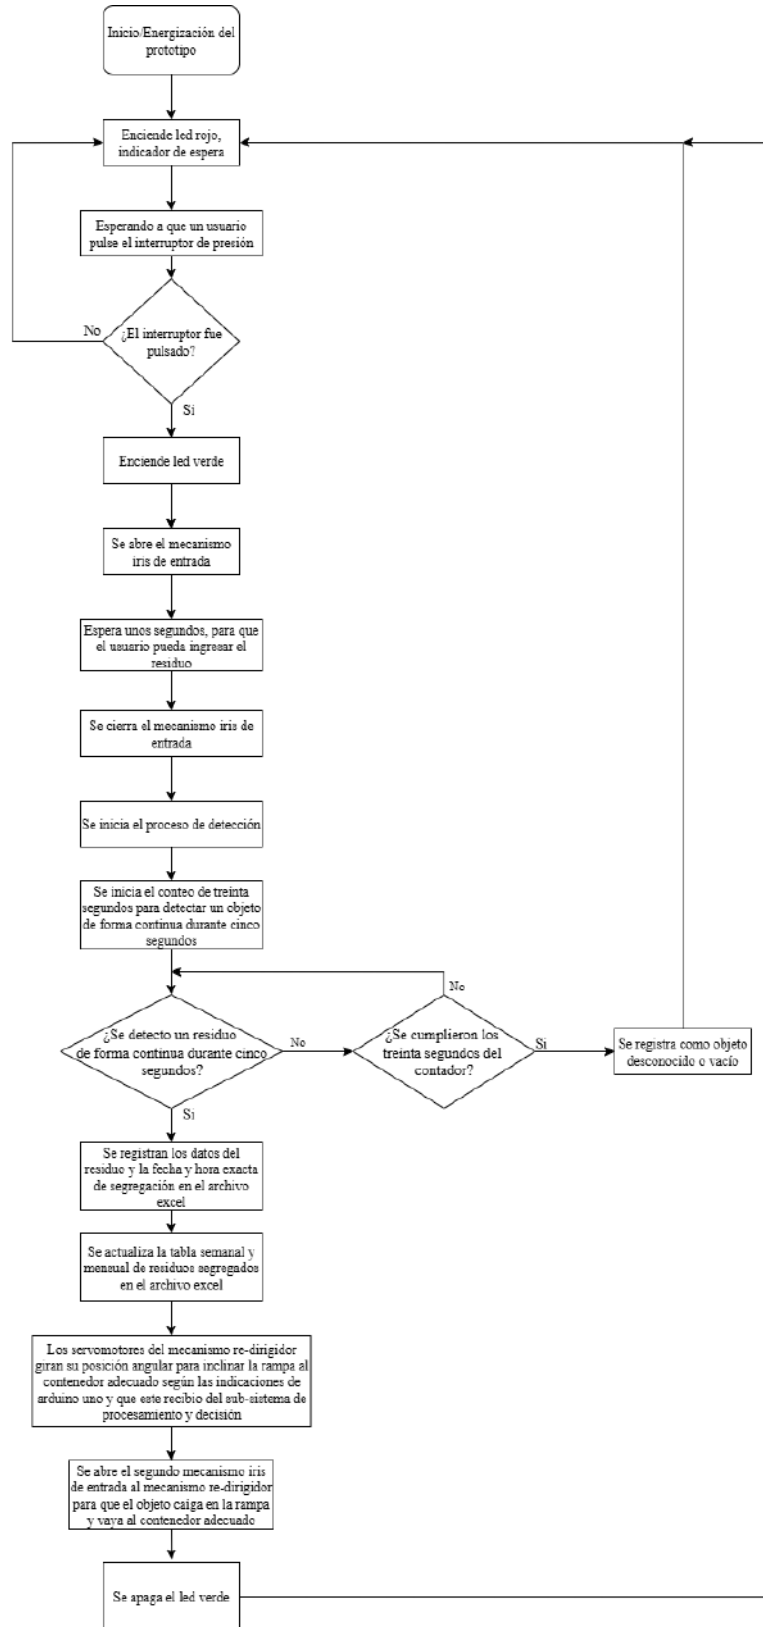 Inicio/Energización del
prototipo
Enciende led rojo,
indicador de espera
Esperando a que un usuario
pulse el interruptor de presión
¿El interruptor fue
pulsado?
No
Si
Enciende led verde
Se abre el mecanismo
iris de entrada
Espera unos segundos, para que
el usuario pueda ingresar el
residuo
Se cierra el mecanismo iris de
entrada
Se inicia el proceso de detección
Se inicia el conteo de treinta
segundos para detectar un objeto
de forma continua durante cinco
segundos
¿Se detecto un residuo
de forma continua durante cinco
segundos?
No
¿Se cumplieron los
treinta segundos del
contador?
No
Si
Se registra como objeto
desconocido o vacío
Si
Se registran los datos del
residuo y la fecha y hora exacta
de segregación en el archivo
excel
Se actualiza la tabla semanal y
mensual de residuos segregados
en el archivo excel
Los servomotores del mecanismo re-dirigidor
giran su posición angular para inclinar la rampa al
contenedor adecuado según las indicaciones de
arduino uno y que este recibio del sub-sistema de
procesamiento y decisión
Se abre el segundo mecanismo iris
de entrada al mecanismo re-dirigidor
para que el objeto caíga en la rampa
y vaya al contenedor adecuado
Se apaga el led verde